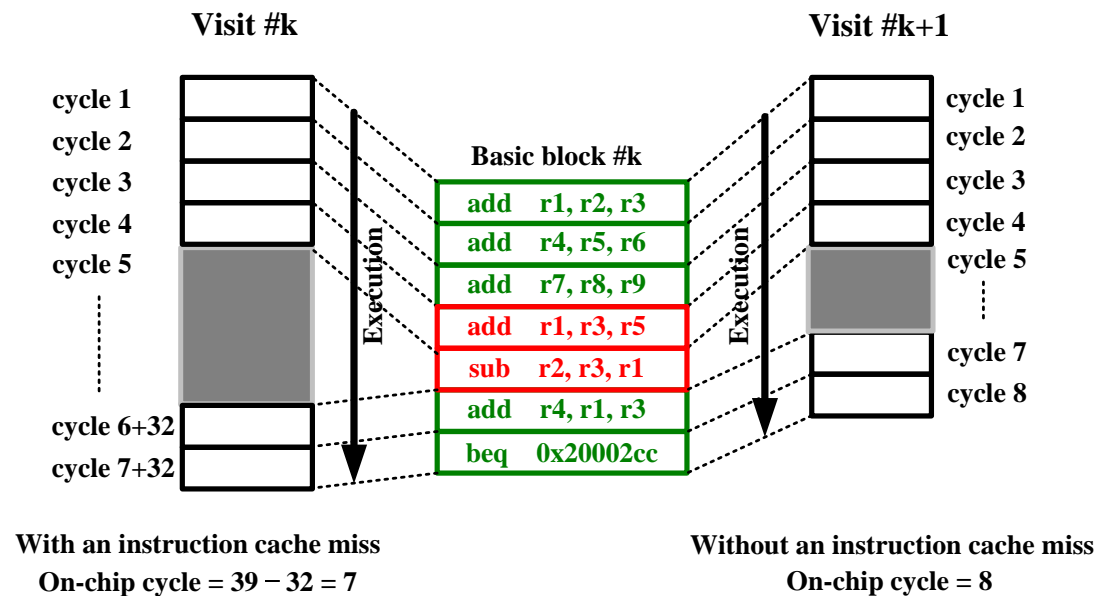 Visit #k
cycle 1
cycle 2
cycle 3
cycle 4
cycle 5
cycle 6+32
cycle 7+32
Execution
With an instruction cache miss
On-chip cycle = 39 − 32 = 7
Basic block #k
add r1, r2, r3
add r4, r5, r6
add r7, r8, r9
add r1, r3, r5
sub r2, r3, r1
add r4, r1, r3
beq 0x20002cc
Visit #k+1
Execution
cycle 1
cycle 2
cycle 3
cycle 4
cycle 5
cycle 7
cycle 8
Without an instruction cache miss
On-chip cycle = 8